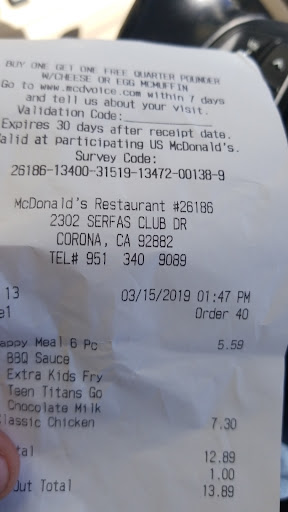 BUY ONE GET ONE FREE QUARTER POUNDER
W/CHEESE OR EGG MCMUFFIN
Go to www.mcdvoice.com within 7 days
and tell us about your visit.
Validation Code:
Expires 30 days after receipt date.
alid at participating US McDonald's.
Survey Code:
26186-13400-31519-13472-00138-9
McDonald's Restaurant #26186
2302 SERFAS CLUB DR
CORONA, CA 92882
TEL# 951 340 9089
13 03/15/2019 01:47 PM
e1 Order 40
appy Meal 6 Pc 5.59
BBQ Sauce
Extra Kids Fry
Teen Titans Go
Chocolate Milk
lassic Chicken 7.30
tal 12.89
1.00
Out Total 13.89